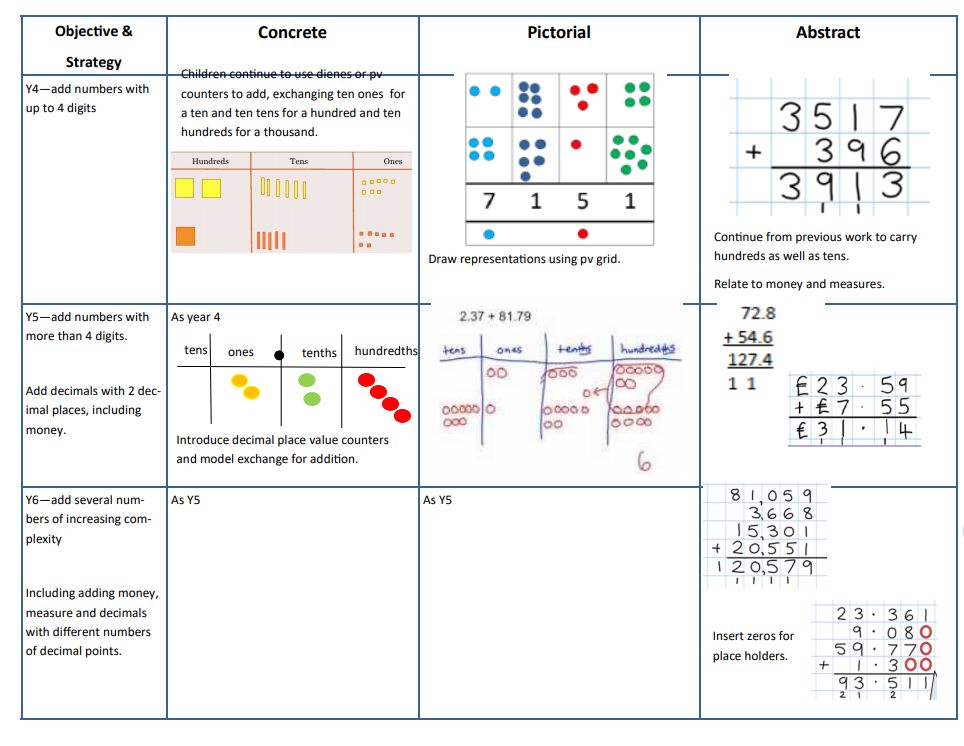 Objective &
Strategy
Concrete
Pictorial
Abstract
Y4—add numbers with
up to 4 digits
Children continue to use dienes or pv
counters to add, exchanging ten ones for
a ten and ten tens for a hundred and ten
hundreds for a thousand.
Hundreds Tens Ones
7 1 5 1
Draw representations using pv grid.
3517
+ 396
3913
1 1
Continue from previous work to carry
hundreds as well as tens.
Relate to money and measures.
Y5—add numbers with
more than 4 digits.
Add decimals with 2 dec-
imal places, including
money.
As year 4
tens ones tenths hundredths
Introduce decimal place value counters
and model exchange for addition.
2.37 + 81.79
tens ones tenths hundredths
6
72.8
+ 54.6
127.4
1 1
£23.59
+ £7.55
£31.14
1 1 1
Y6—add several num-
bers of increasing com-
plexity
Including adding money,
measure and decimals
with different numbers
of decimal points.
As Y5
As Y5
81,059
3,668
15,301
+ 20,551
120,579
1 1 1 1
Insert zeros for
place holders.
23.361
9.080
59.770
+ 1.300
93.511
2 1 2